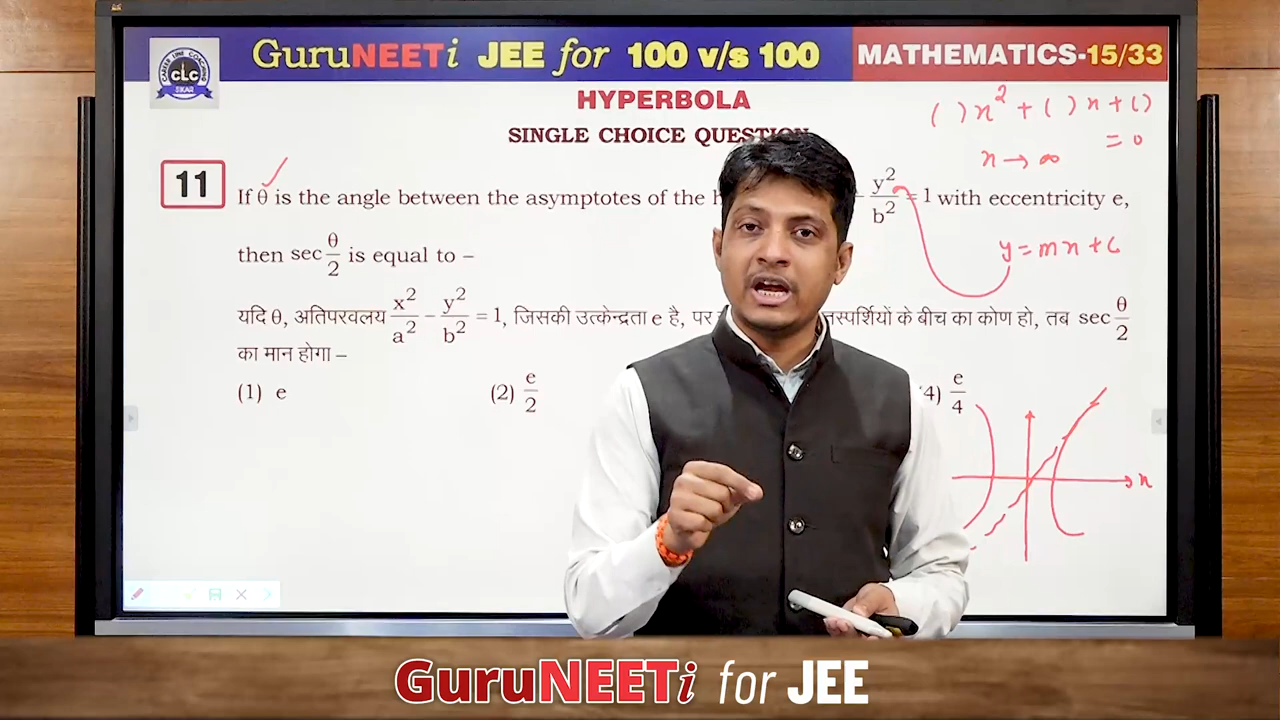 GuruNEETi JEE for 100 v/s 100
MATHEMATICS-15/33
CAREER LINE COACHING
CLC
SIKAR
HYPERBOLA
SINGLE CHOICE QUESTION
( )x² + ( )x + ( )
= 0
x → ∞
11
If θ is the angle between the asymptotes of the
y²/b² = 1 with eccentricity e,
y = mx + c
then sec θ/2 is equal to –
यदि θ, अतिपरवलय x²/a² – y²/b² = 1, जिसकी उत्केन्द्रता e है, पर के बीच का कोण हो, तब sec θ/2
का मान होगा –
(1) e
(2) e/2
4) e/4
x
GuruNEETi for JEE